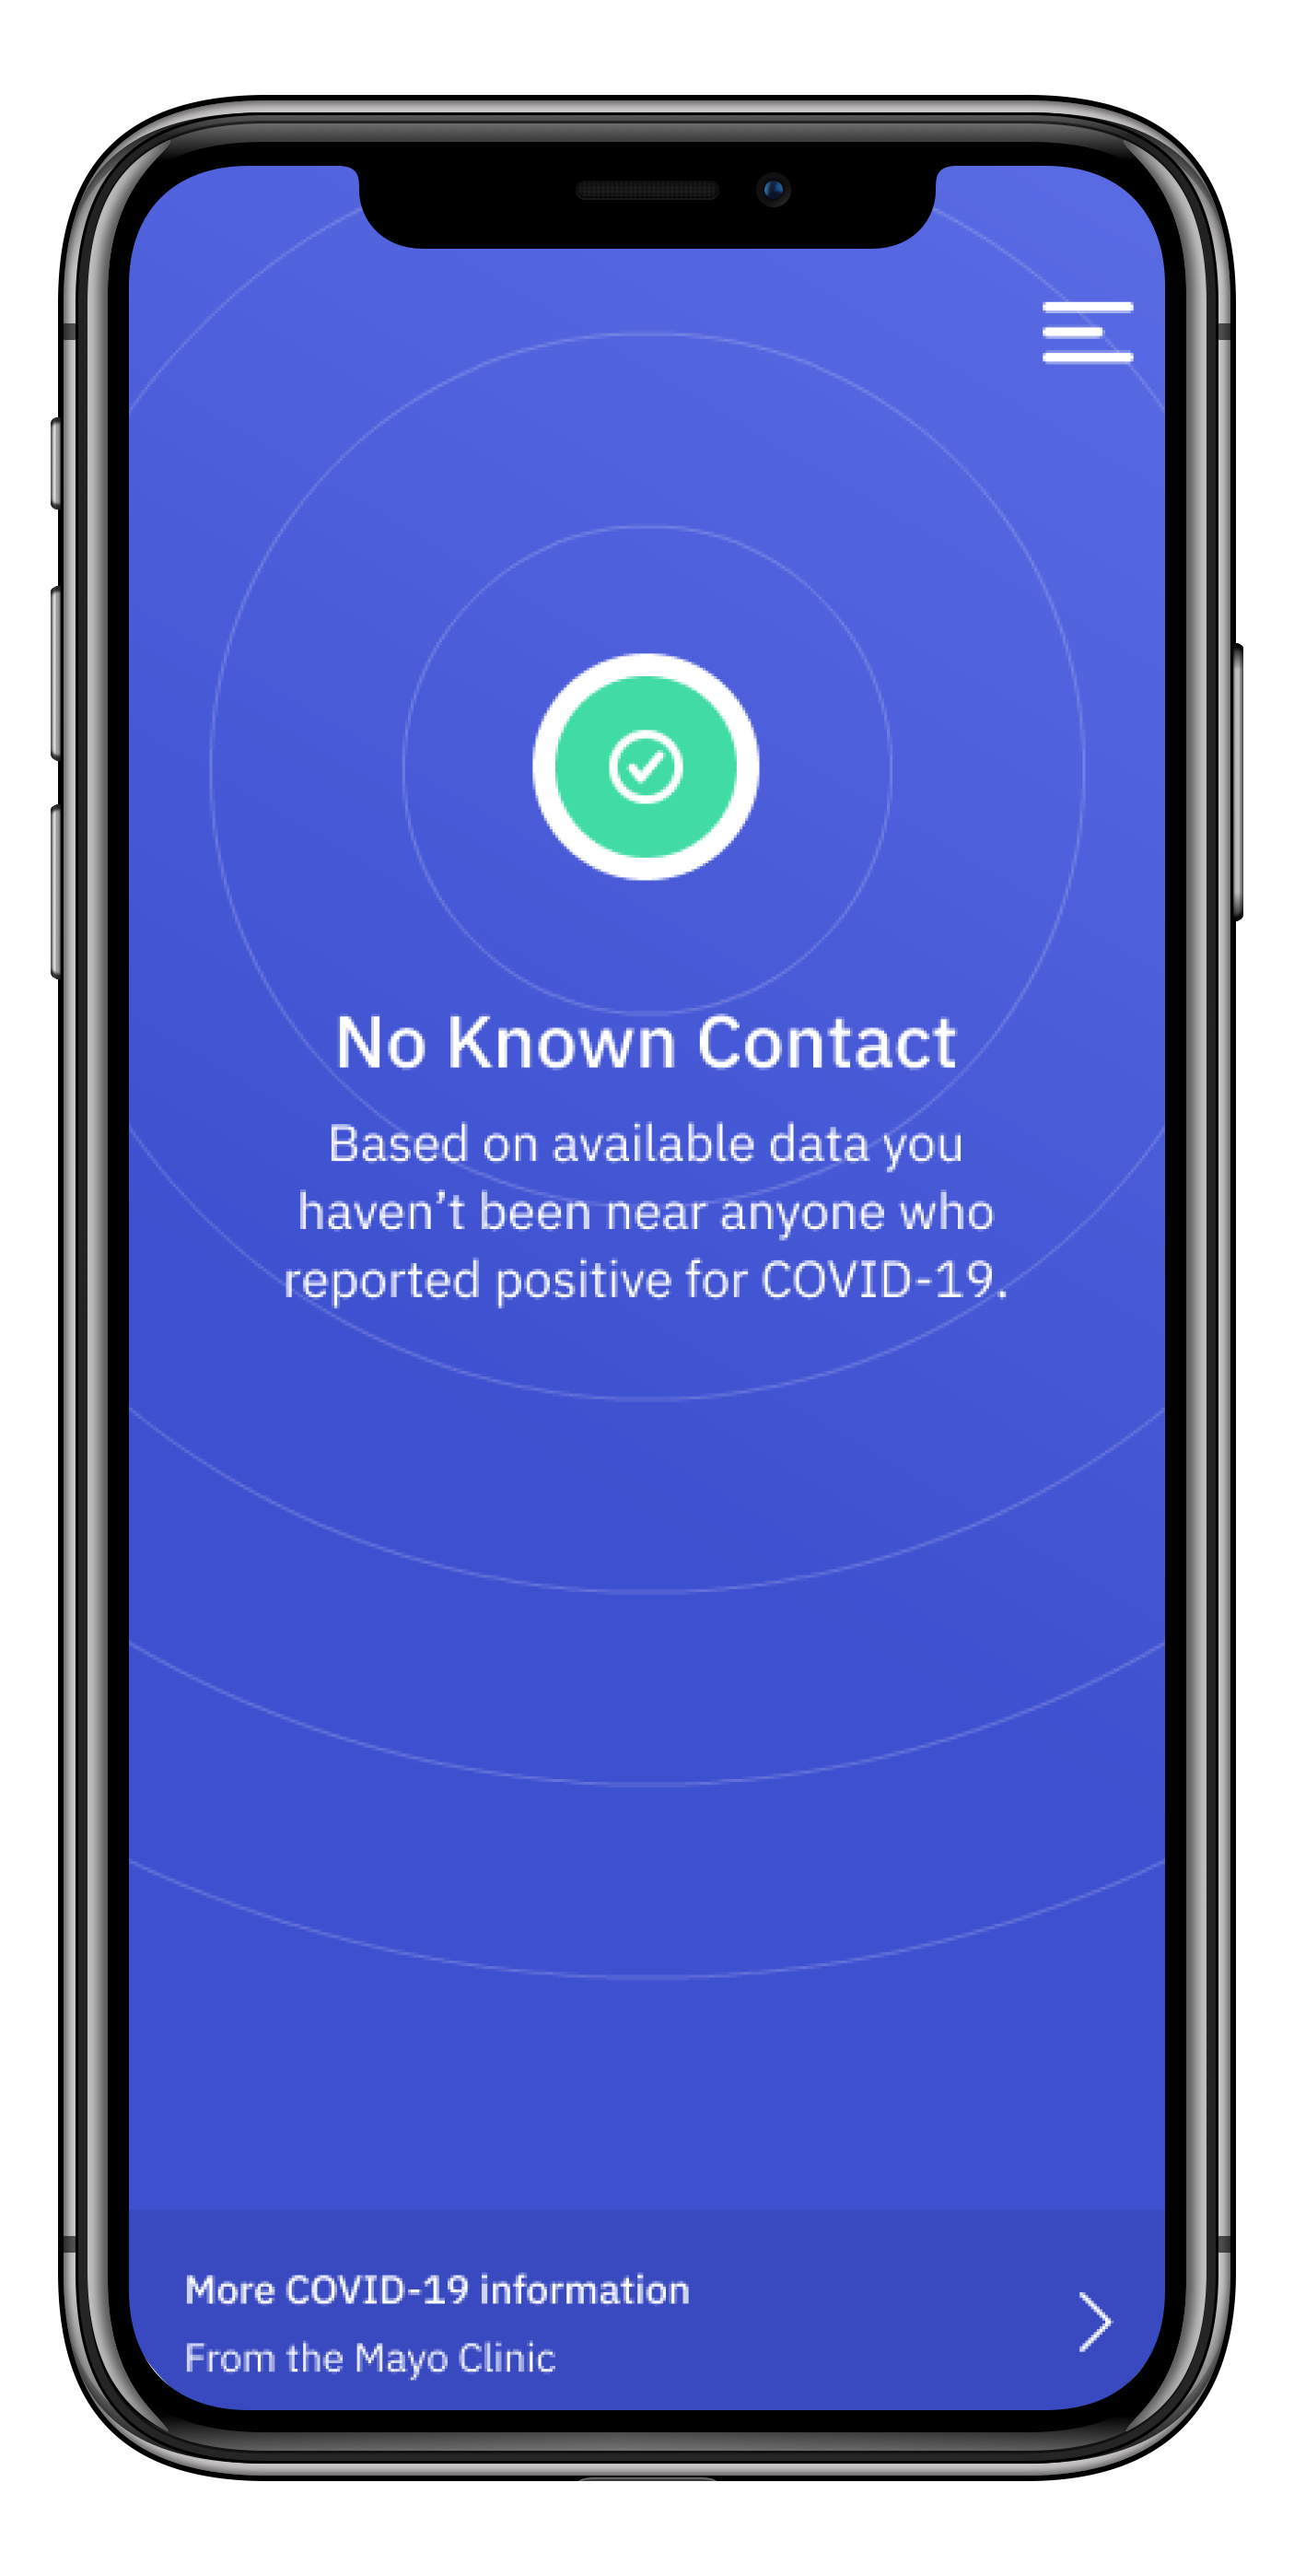 No Known Contact
Based on available data you
haven’t been near anyone who
reported positive for COVID-19.
More COVID-19 information
From the Mayo Clinic